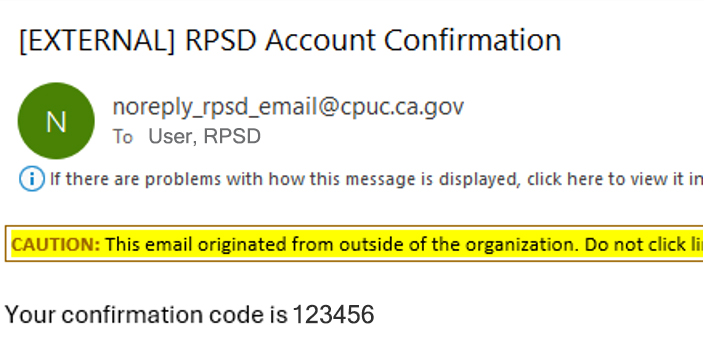 [EXTERNAL] RPSD Account Confirmation
N
noreply_rpsd_email@cpuc.ca.gov
To User, RPSD
i
If there are problems with how this message is displayed, click here to view it in
CAUTION: This email originated from outside of the organization. Do not click
Your confirmation code is 123456